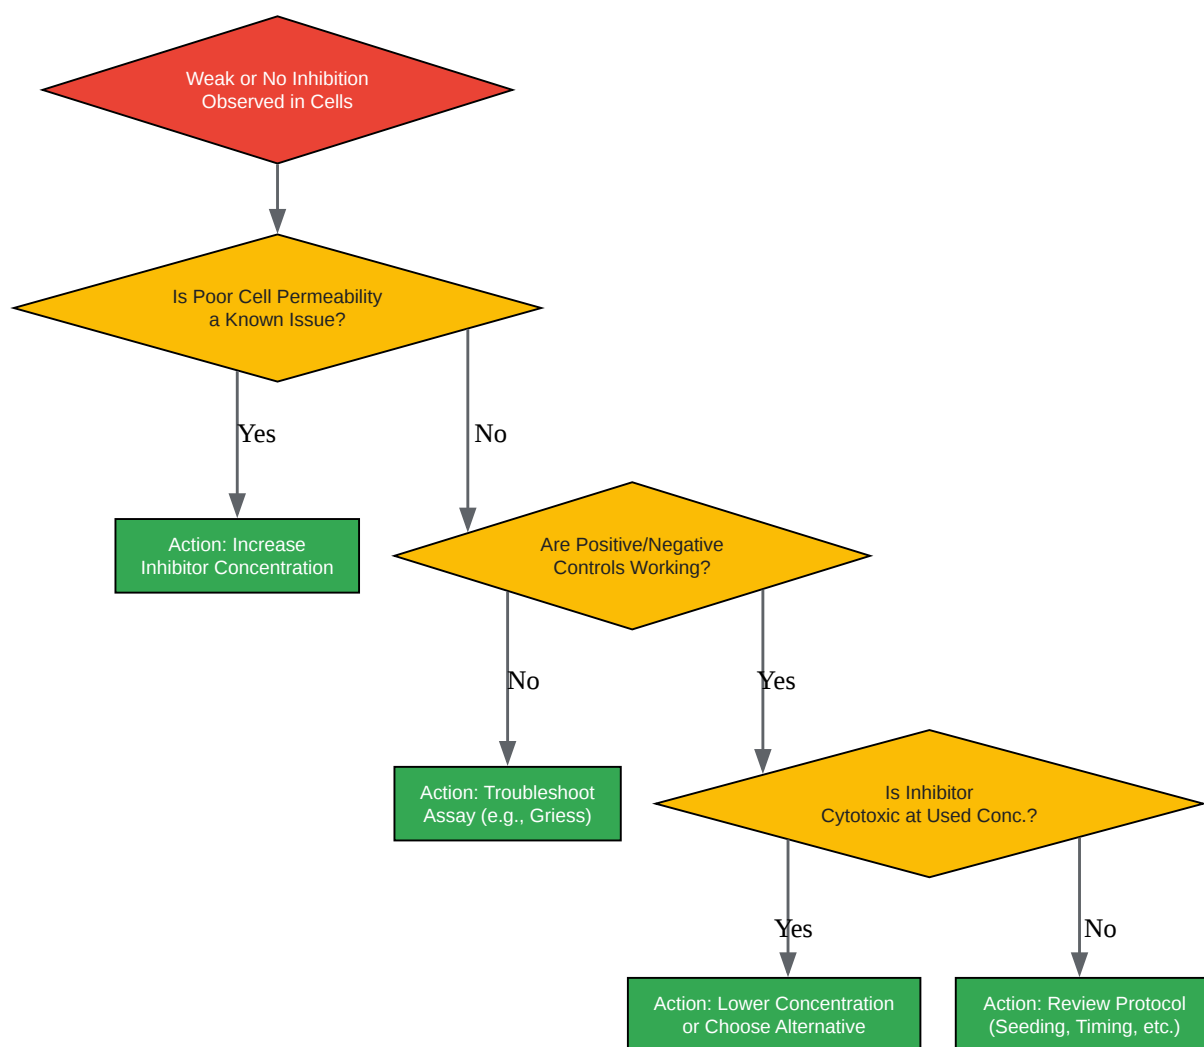 Weak or No Inhibition
Observed in Cells
Is Poor Cell Permeability
a Known Issue?
Yes
No
Action: Increase
Inhibitor Concentration
Are Positive/Negative
Controls Working?
No
Yes
Action: Troubleshoot
Assay (e.g., Griess)
Is Inhibitor
Cytotoxic at Used Conc.?
Yes
No
Action: Lower Concentration
or Choose Alternative
Action: Review Protocol
(Seeding, Timing, etc.)